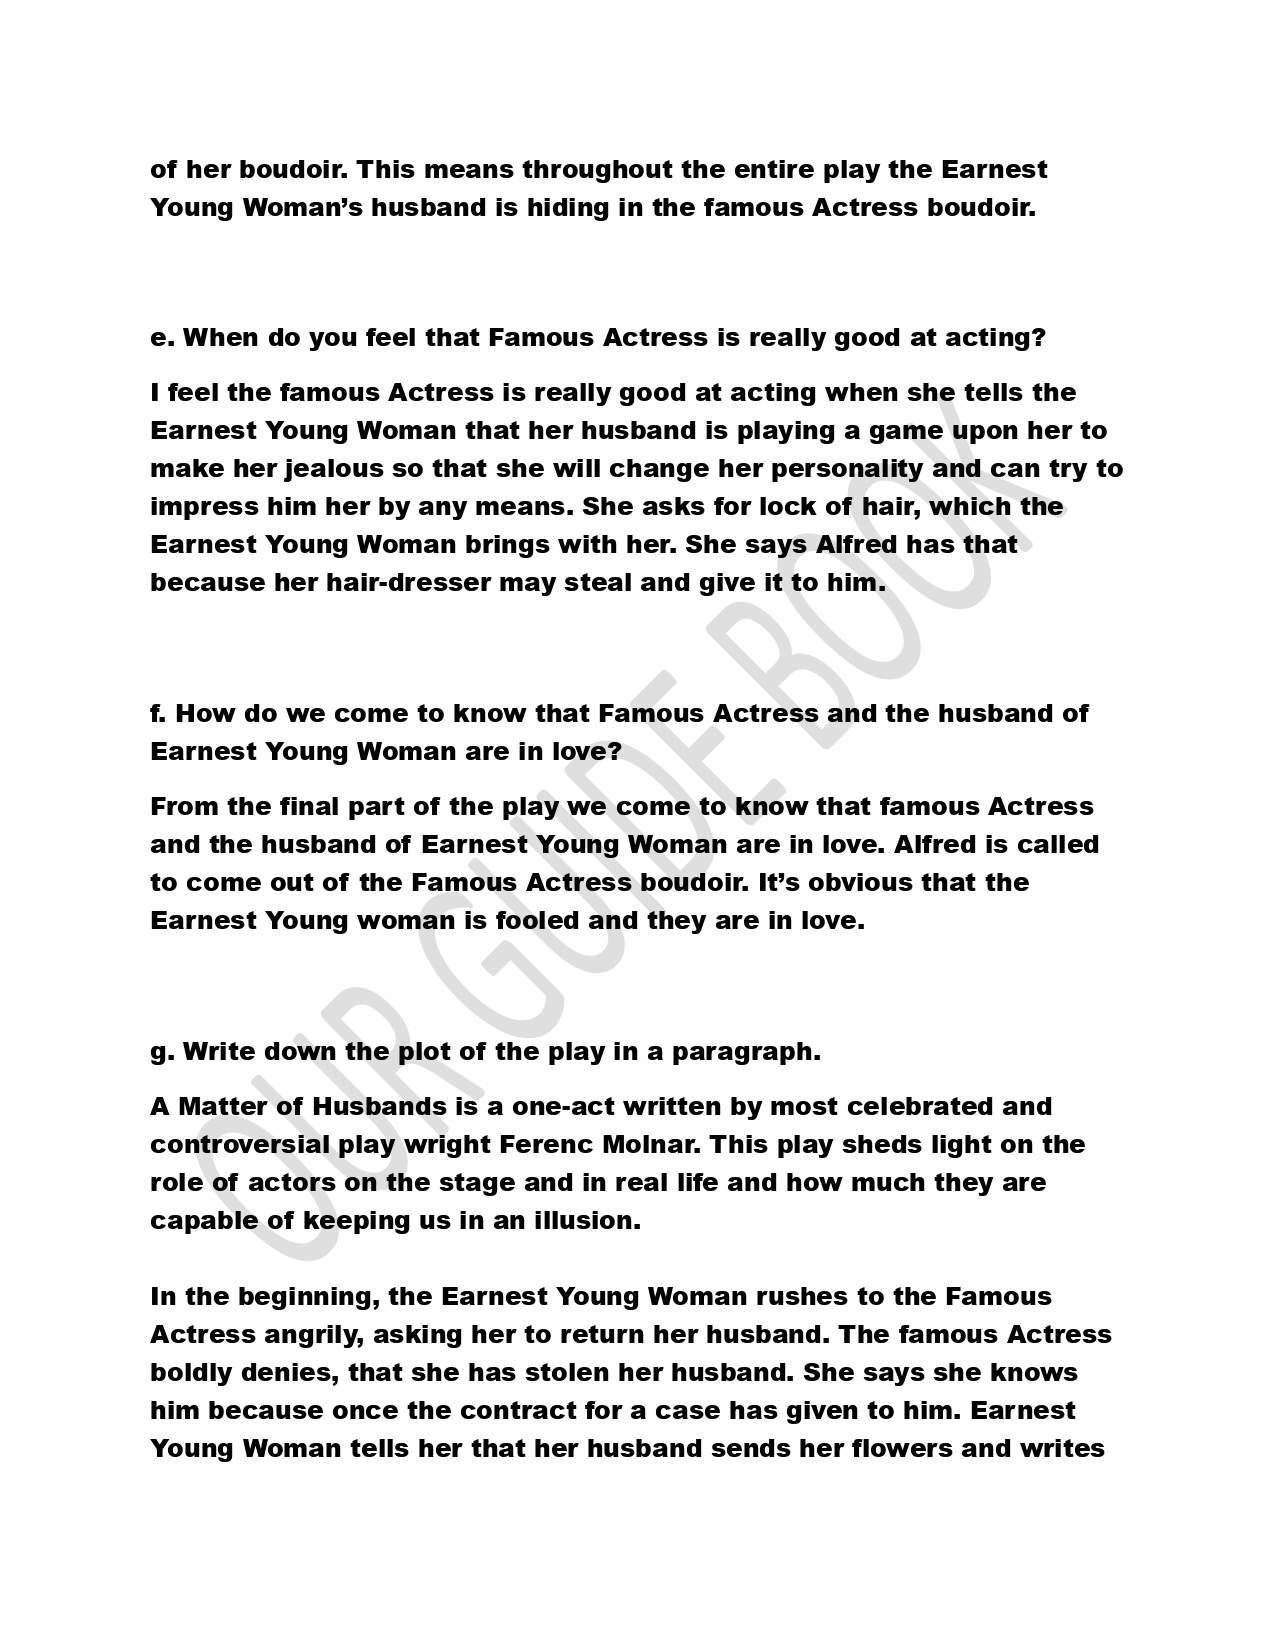 of her boudoir. This means throughout the entire play the Earnest
Young Woman’s husband is hiding in the famous Actress boudoir.
e. When do you feel that Famous Actress is really good at acting?
I feel the famous Actress is really good at acting when she tells the
Earnest Young Woman that her husband is playing a game upon her to
make her jealous so that she will change her personality and can try to
impress him her by any means. She asks for lock of hair, which the
Earnest Young Woman brings with her. She says Alfred has that
because her hair-dresser may steal and give it to him.
f. How do we come to know that Famous Actress and the husband of
Earnest Young Woman are in love?
From the final part of the play we come to know that famous Actress
and the husband of Earnest Young Woman are in love. Alfred is called
to come out of the Famous Actress boudoir. It’s obvious that the
Earnest Young woman is fooled and they are in love.
g. Write down the plot of the play in a paragraph.
A Matter of Husbands is a one-act written by most celebrated and
controversial play wright Ferenc Molnar. This play sheds light on the
role of actors on the stage and in real life and how much they are
capable of keeping us in an illusion.
In the beginning, the Earnest Young Woman rushes to the Famous
Actress angrily, asking her to return her husband. The famous Actress
boldly denies, that she has stolen her husband. She says she knows
him because once the contract for a case has given to him. Earnest
Young Woman tells her that her husband sends her flowers and writes
OUR GUIDE BOOK